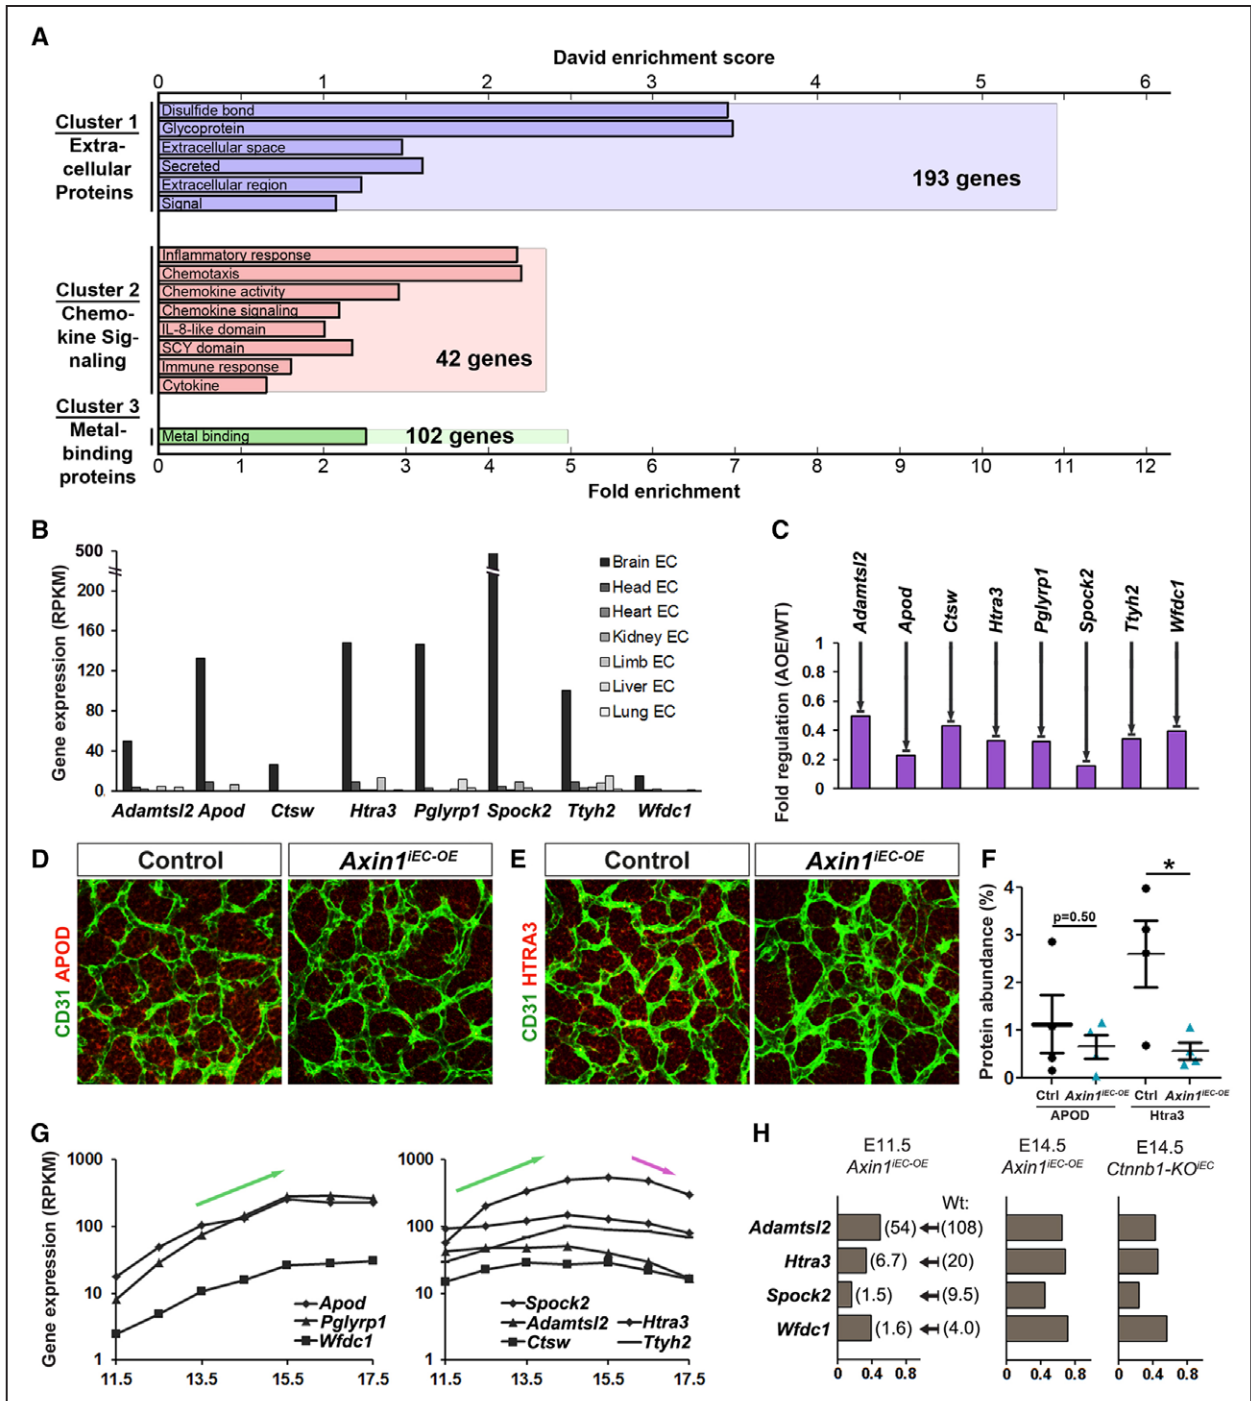 A
David enrichment score
0 1 2 3 4 5 6
Cluster 1
Extra-
cellular
Proteins
Disulfide bond
Glycoprotein
Extracellular space
Secreted
Extracellular region
Signal
193 genes
Cluster 2
Chemo-
kine Sig-
naling
Inflammatory response
Chemotaxis
Chemokine activity
Chemokine signaling
IL-8-like domain
SCY domain
Immune response
Cytokine
42 genes
Cluster 3
Metal-
binding
proteins
Metal binding
102 genes
0 1 2 3 4 5 6 7 8 9 10 11 12
Fold enrichment
B
Gene expression (RPKM)
500
200
160
120
80
40
0
Brain EC
Head EC
Heart EC
Kidney EC
Limb EC
Liver EC
Lung EC
Adamtsl2 Apod Ctsw Htra3 Pglyrp1 Spock2 Ttyh2 Wfdc1
C
Fold regulation (AOE/WT)
1
0.8
0.6
0.4
0.2
0
Adamtsl2
Apod
Ctsw
Htra3
Pglyrp1
Spock2
Ttyh2
Wfdc1
D
Control
Axin1iEC-OE
CD31 APOD
E
Control
Axin1iEC-OE
CD31 HTRA3
F
Protein abundance (%)
4
3
2
1
0
p=0.50
*
Ctrl Axin1iEC-OE Ctrl Axin1iEC-OE
APOD Htra3
G
Gene expression (RPKM)
1000
100
10
1
11.5 13.5 15.5 17.5
Apod
Pglyrp1
Wfdc1
1000
100
10
1
11.5 13.5 15.5 17.5
Spock2
Adamtsl2 Htra3
Ctsw Ttyh2
H
E11.5
Axin1iEC-OE
E14.5
Axin1iEC-OE
E14.5
Ctnnb1-KOiEC
Wt:
Adamtsl2 (54) (108)
Htra3 (6.7) (20)
Spock2 (1.5) (9.5)
Wfdc1 (1.6) (4.0)
0 0.4 0.8
0 0.4 0.8
0 0.4 0.8